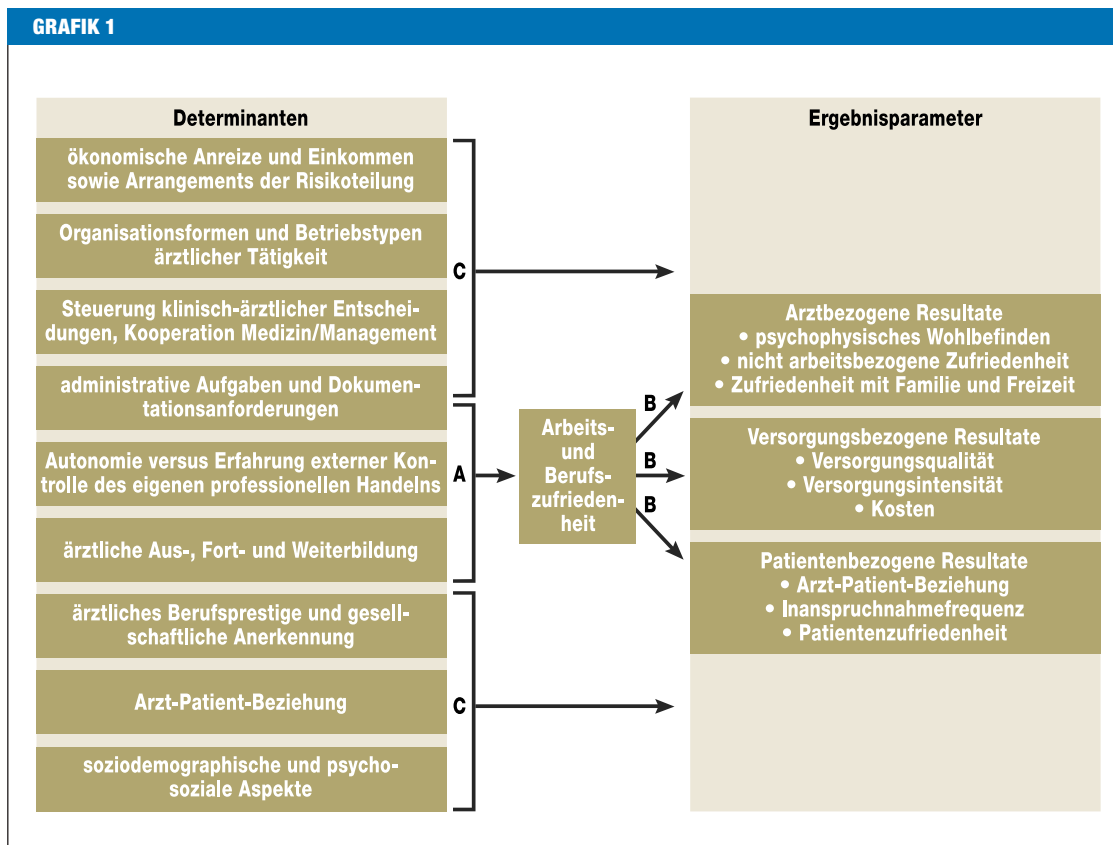 GRAFIK 1
Determinanten
ökonomische Anreize und Einkommen
sowie Arrangements der Risikoteilung
Organisationsformen und Betriebstypen
ärztlicher Tätigkeit
Steuerung klinisch-ärztlicher Entschei-
dungen, Kooperation Medizin/Management
administrative Aufgaben und Dokumen-
tationsanforderungen
Autonomie versus Erfahrung externer Kon-
trolle des eigenen professionellen Handelns
ärztliche Aus-, Fort- und Weiterbildung
ärztliches Berufsprestige und gesell-
schaftliche Anerkennung
Arzt-Patient-Beziehung
soziodemographische und psycho-
soziale Aspekte
C
A
C
Arbeits-
und
Berufs-
zufrieden-
heit
B
B
B
Ergebnisparameter
Arztbezogene Resultate
• psychophysisches Wohlbefinden
• nicht arbeitsbezogene Zufriedenheit
• Zufriedenheit mit Familie und Freizeit
Versorgungsbezogene Resultate
• Versorgungsqualität
• Versorgungsintensität
• Kosten
Patientenbezogene Resultate
• Arzt-Patient-Beziehung
• Inanspruchnahmefrequenz
• Patientenzufriedenheit